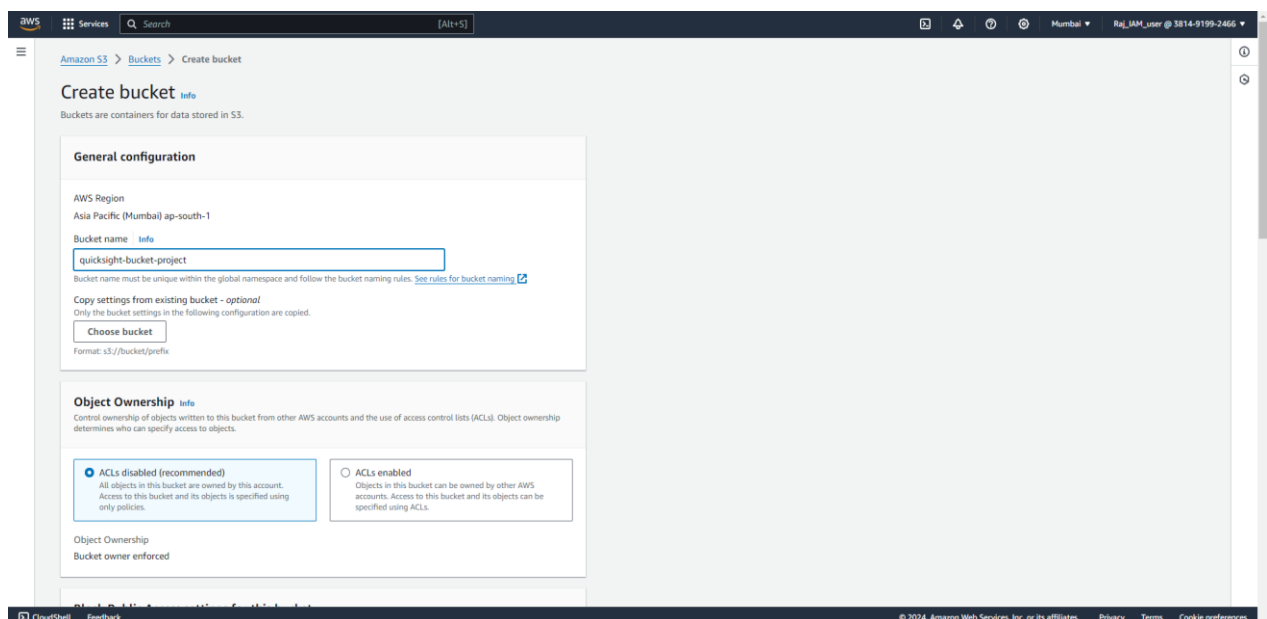 aws Services Search [Alt+S] Mumbai Raj_IAM_user @ 3814-9199-2466
Amazon S3 > Buckets > Create bucket
Create bucket Info
Buckets are containers for data stored in S3.
General configuration
AWS Region
Asia Pacific (Mumbai) ap-south-1
Bucket name Info
quicksight-bucket-project
Bucket name must be unique within the global namespace and follow the bucket naming rules. See rules for bucket naming
Copy settings from existing bucket - optional
Only the bucket settings in the following configuration are copied.
Choose bucket
Format: s3://bucket/prefix
Object Ownership Info
Control ownership of objects written to this bucket from other AWS accounts and the use of access control lists (ACLs). Object ownership
determines who can specify access to objects.
ACLs disabled (recommended)
All objects in this bucket are owned by this account.
Access to this bucket and its objects is specified using
only policies.
ACLs enabled
Objects in this bucket can be owned by other AWS
accounts. Access to this bucket and its objects can be
specified using ACLs.
Object Ownership
Bucket owner enforced
Block Public Access settings for this bucket
CloudShell Feedback © 2024, Amazon Web Services, Inc. or its affiliates. Privacy Terms Cookie preferences